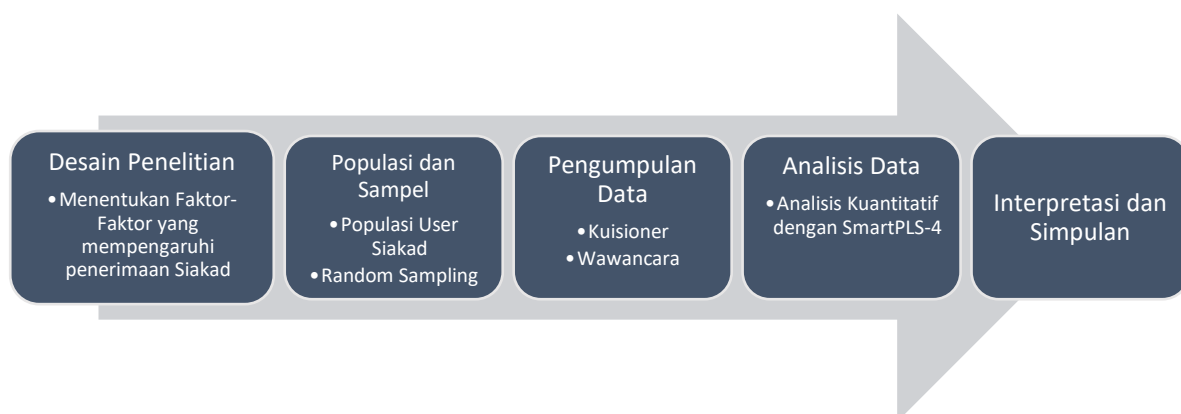 Desain Penelitian
•Menentukan Faktor-
Faktor yang
mempengaruhi
penerimaan Siakad
Populasi dan
Sampel
•Populasi User
Siakad
•Random Sampling
Pengumpulan
Data
•Kuisioner
•Wawancara
Analisis Data
•Analisis Kuantitatif
dengan SmartPLS-4
Interpretasi dan
Simpulan